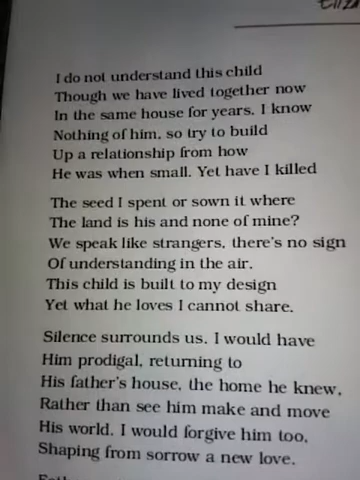 I do not understand this child
Though we have lived together now
In the same house for years. I know
Nothing of him, so try to build
Up a relationship from how
He was when small. Yet have I killed
The seed I spent or sown it where
The land is his and none of mine?
We speak like strangers, there's no sign
Of understanding in the air.
This child is built to my design
Yet what he loves I cannot share.
Silence surrounds us. I would have
Him prodigal, returning to
His father's house, the home he knew,
Rather than see him make and move
His world. I would forgive him too,
Shaping from sorrow a new love.